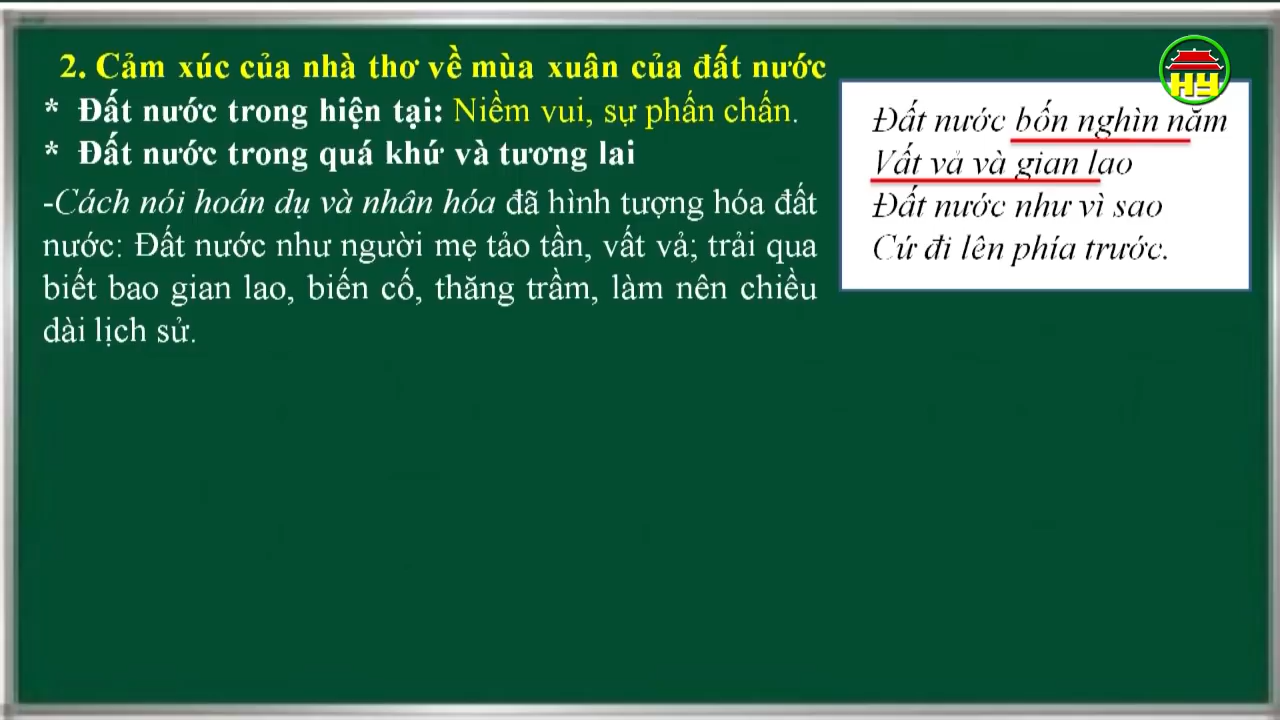 2. Cảm xúc của nhà thơ về mùa xuân của đất nước
* Đất nước trong hiện tại: Niềm vui, sự phấn chấn.
* Đất nước trong quá khứ và tương lai
-Cách nói hoán dụ và nhân hóa đã hình tượng hóa đất
nước: Đất nước như người mẹ tảo tần, vất vả; trải qua
biết bao gian lao, biến cố, thăng trầm, làm nên chiều
dài lịch sử.
HY
Đất nước bốn nghìn năm
Vất vả và gian lao
Đất nước như vì sao
Cứ đi lên phía trước.